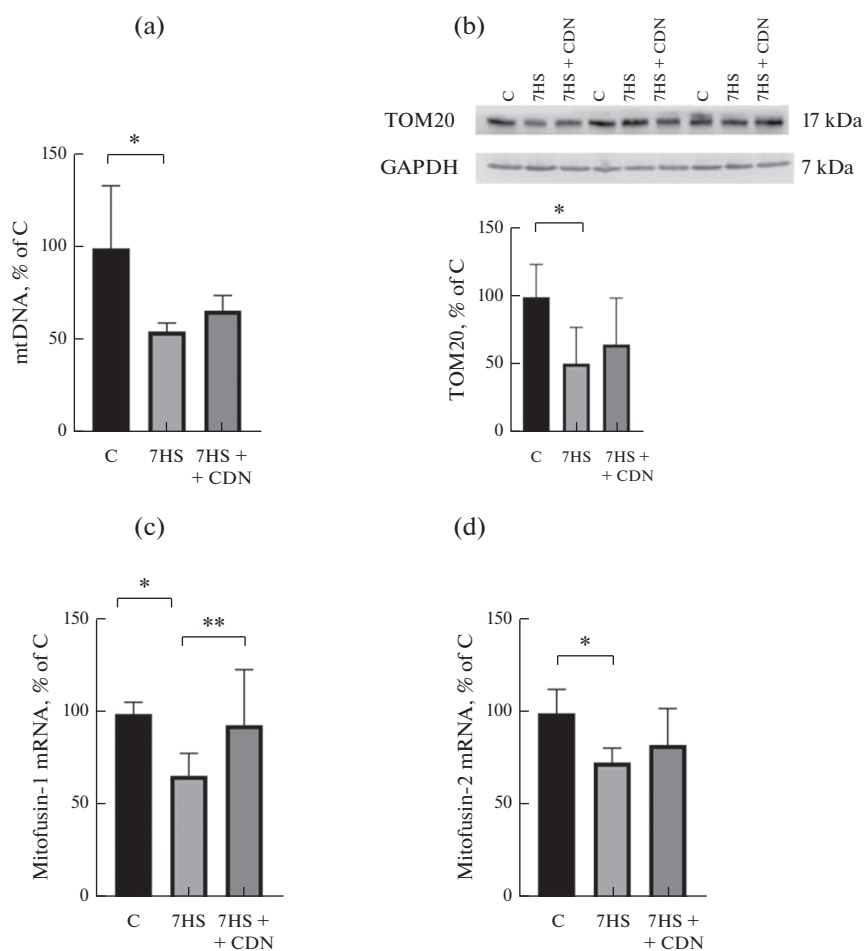 (a)
mtDNA, % of C
150
100
50
0
*
C
7HS
7HS +
+ CDN
(b)
C
7HS
7HS + CDN
C
7HS
7HS + CDN
C
7HS
7HS + CDN
TOM20
17 kDa
GAPDH
7 kDa
TOM20, % of C
150
100
50
0
*
C
7HS
7HS +
+ CDN
(c)
Mitofusin-1 mRNA, % of C
150
100
50
0
*
**
C
7HS
7HS +
+ CDN
(d)
Mitofusin-2 mRNA, % of C
150
100
50
0
*
C
7HS
7HS +
+ CDN